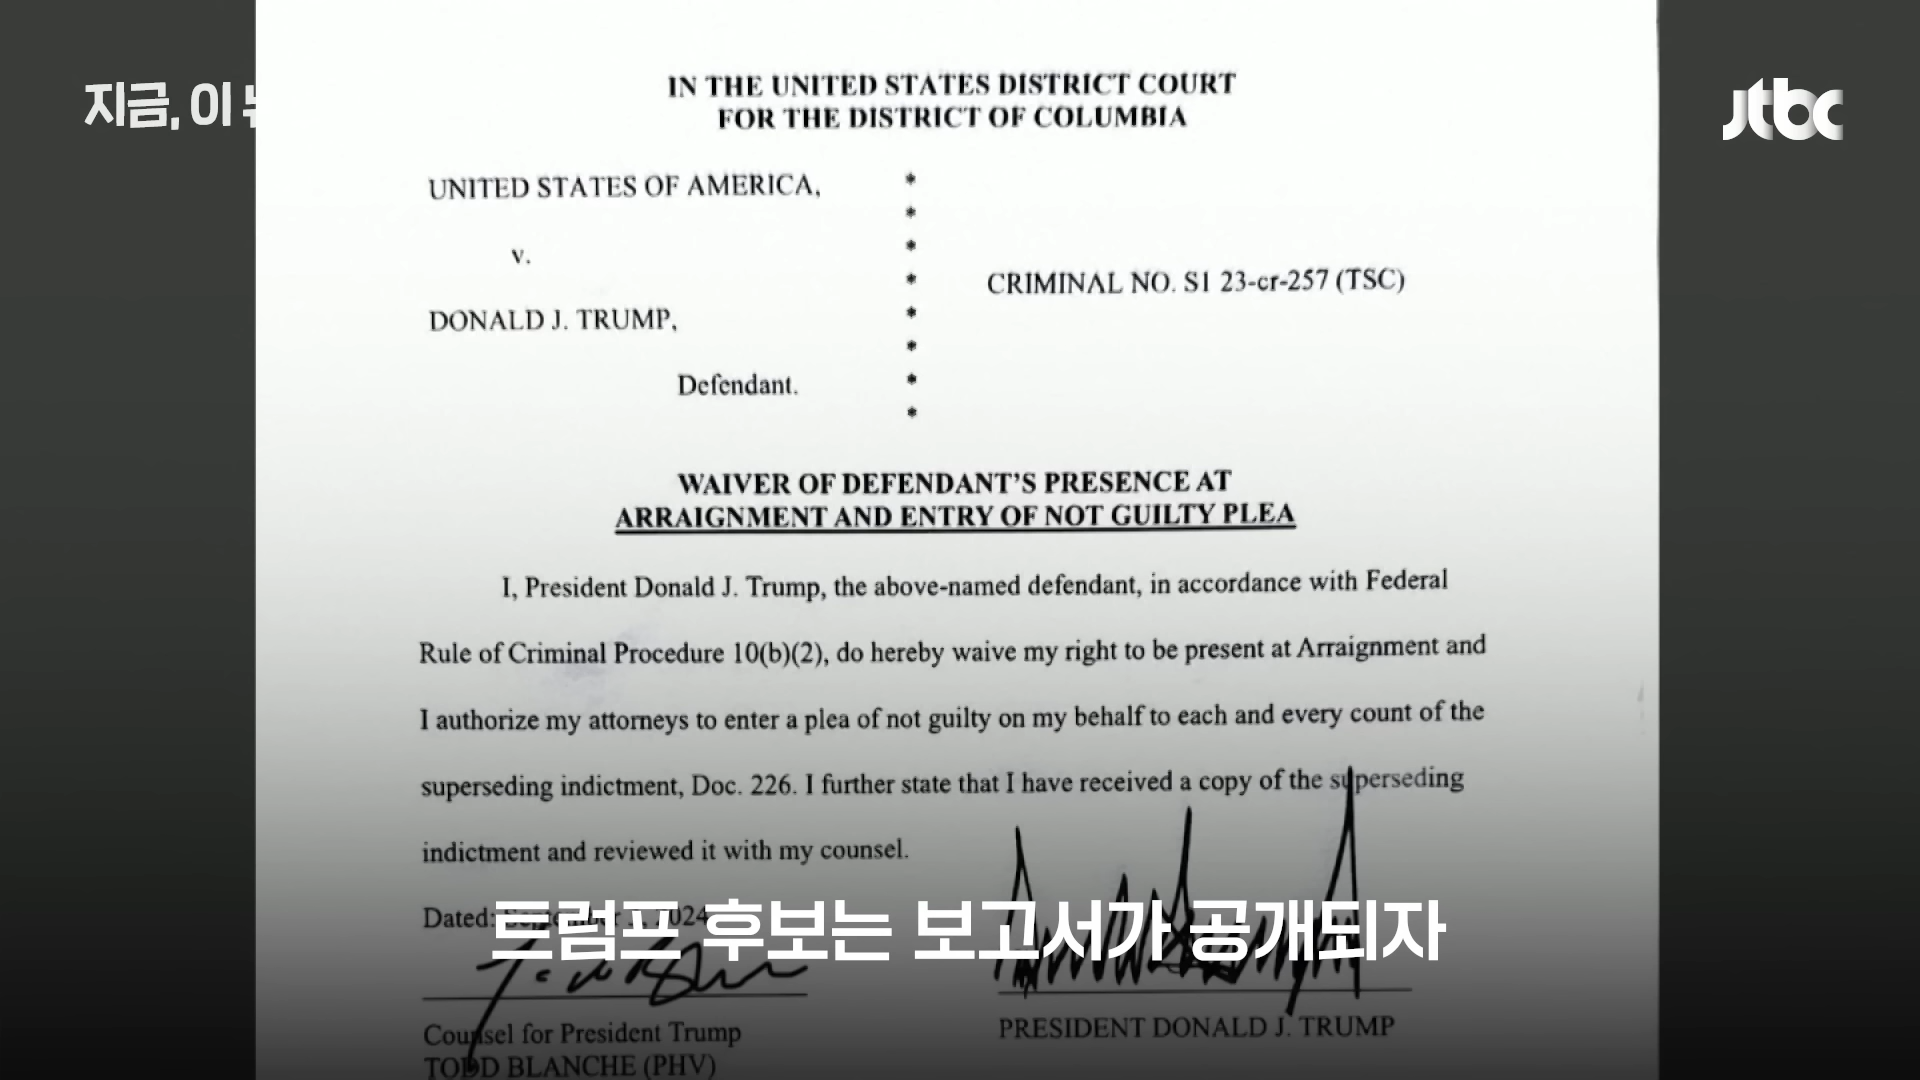 지금, 이
jtbc
IN THE UNITED STATES DISTRICT COURT
FOR THE DISTRICT OF COLUMBIA
UNITED STATES OF AMERICA,
v.
DONALD J. TRUMP,
Defendant.
*
*
*
*
*
*
*
*
CRIMINAL NO. S1 23-cr-257 (TSC)
WAIVER OF DEFENDANT'S PRESENCE AT
ARRAIGNMENT AND ENTRY OF NOT GUILTY PLEA
I, President Donald J. Trump, the above-named defendant, in accordance with Federal
Rule of Criminal Procedure 10(b)(2), do hereby waive my right to be present at Arraignment and
I authorize my attorneys to enter a plea of not guilty on my behalf to each and every count of the
superseding indictment, Doc. 226. I further state that I have received a copy of the superseding
indictment and reviewed it with my counsel.
Dated: September 2024
트럼프 후보는 보고서가 공개되자
Counsel for President Trump
TODD BLANCHE (PHV)
PRESIDENT DONALD J. TRUMP